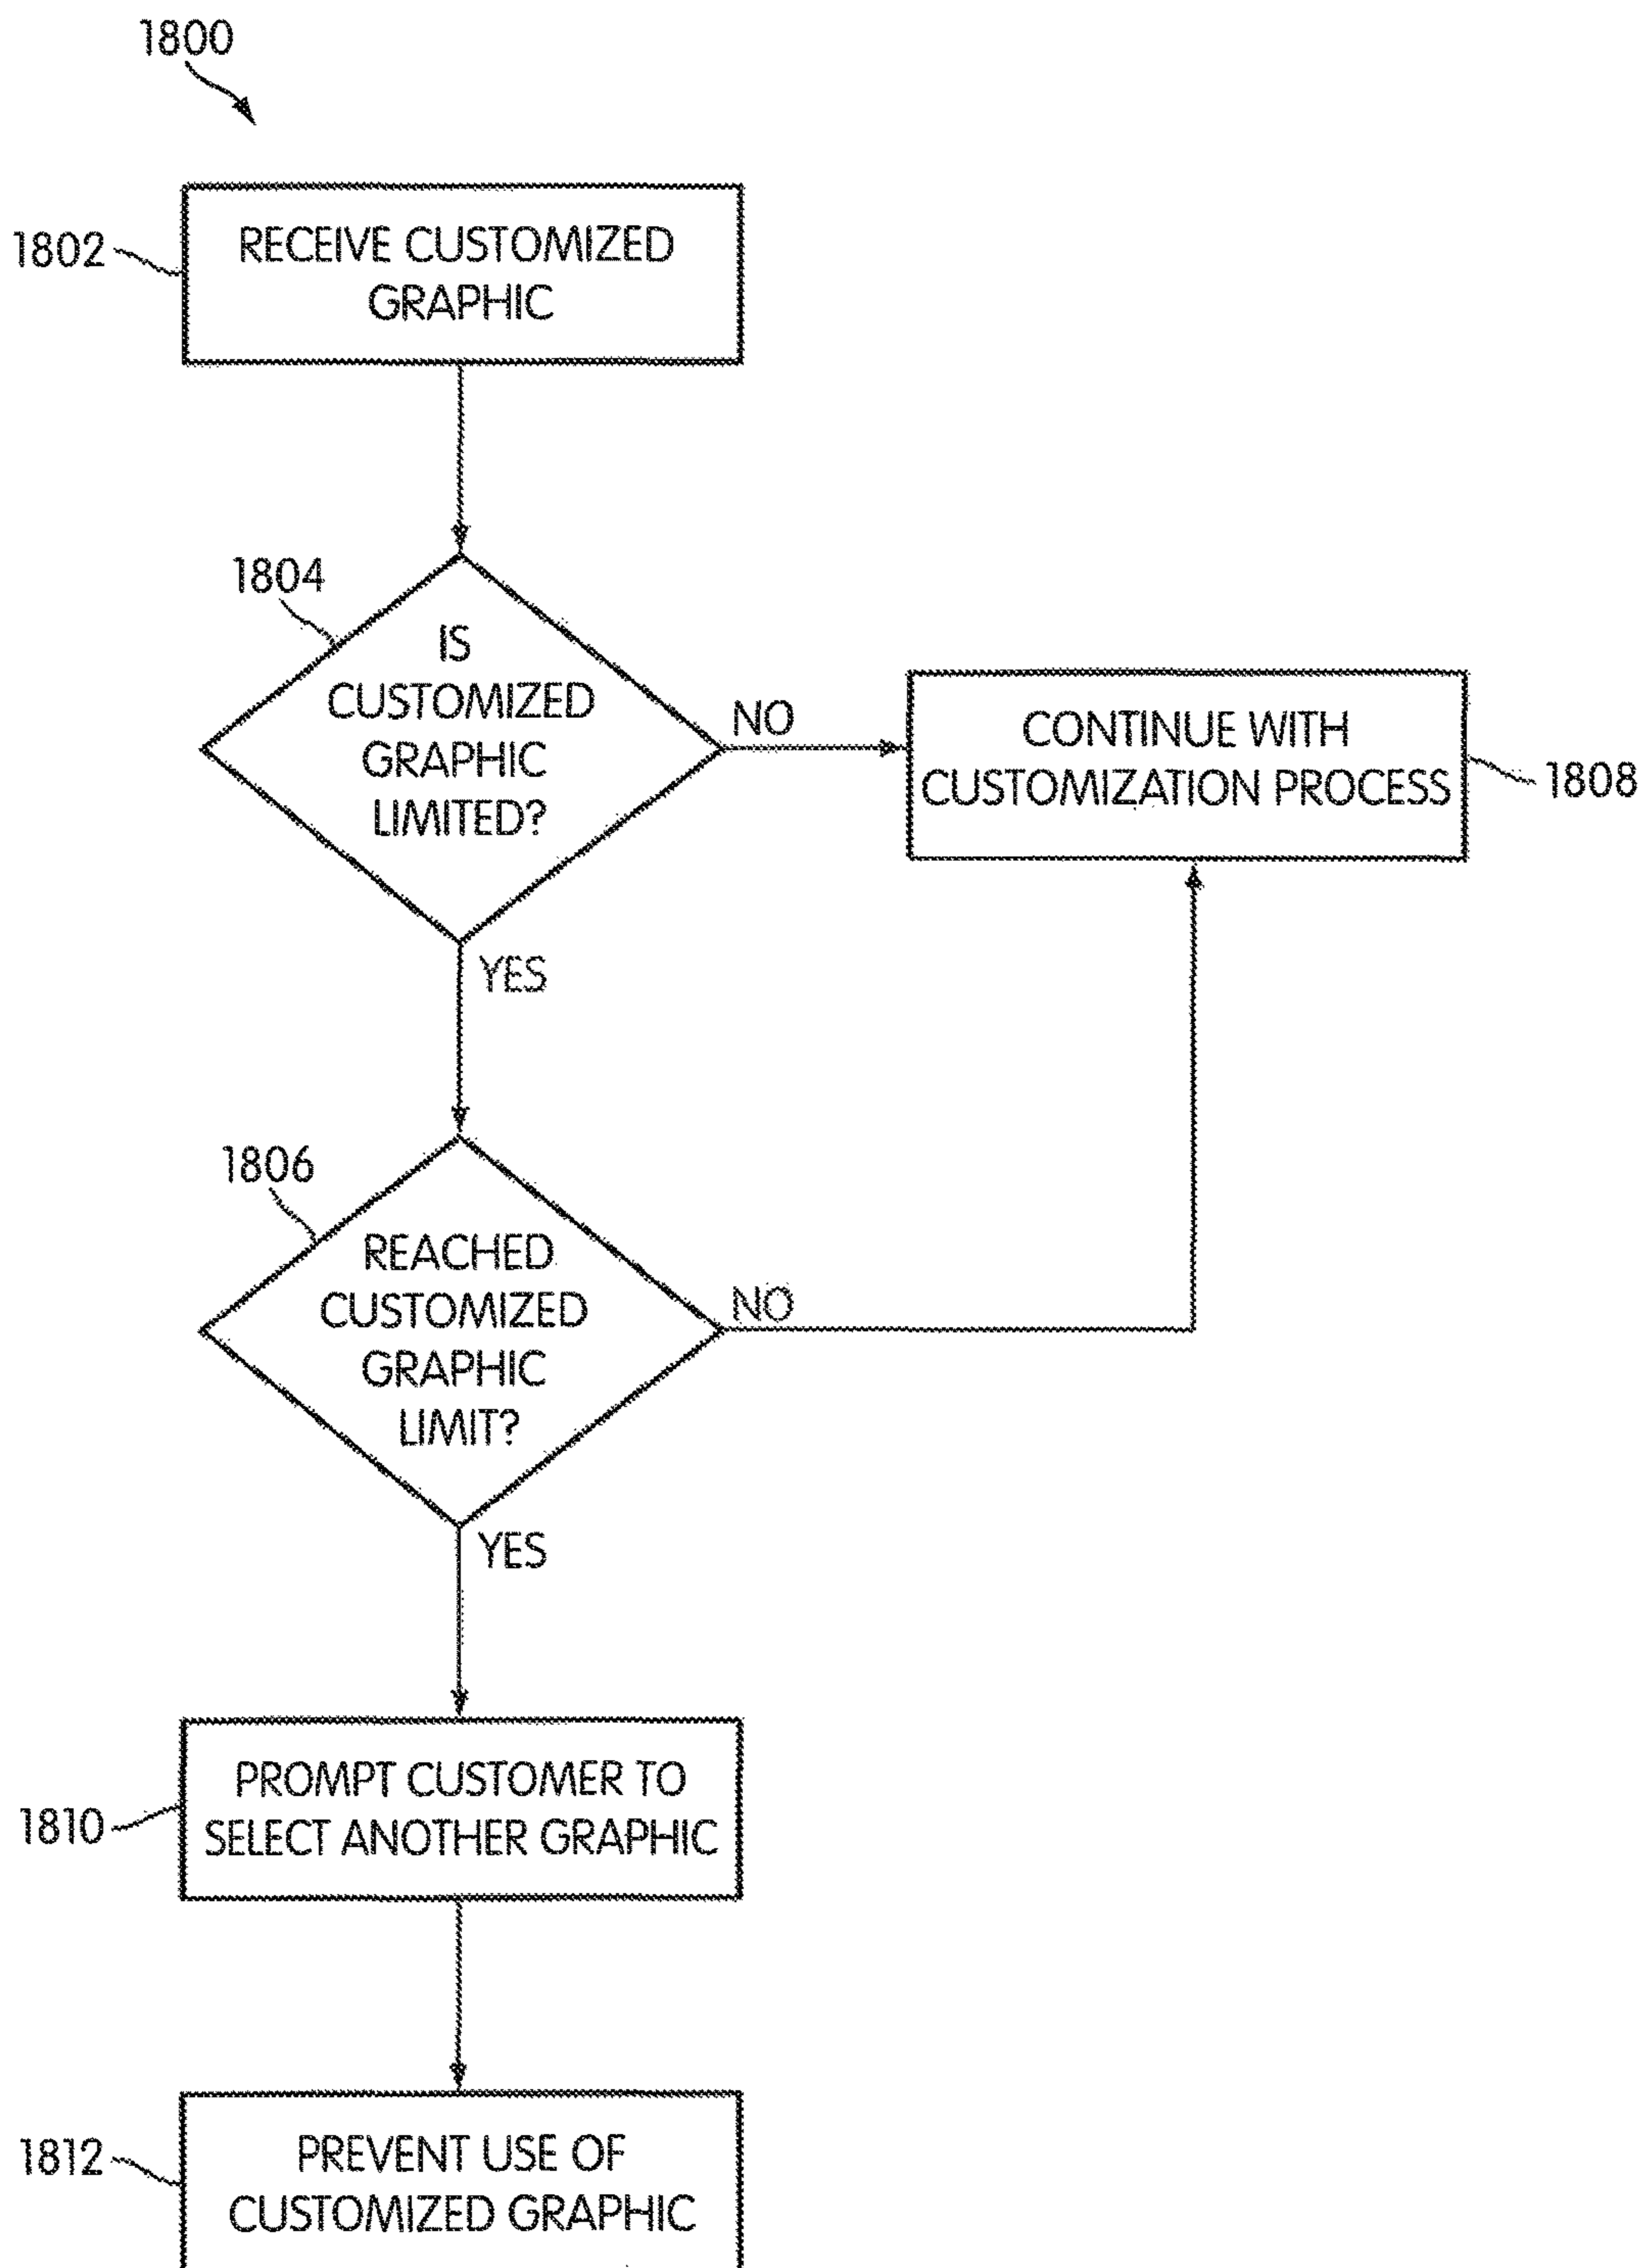 1800
1802
RECEIVE CUSTOMIZED
GRAPHIC
1804
IS
CUSTOMIZED
GRAPHIC
LIMITED?
NO
CONTINUE WITH
CUSTOMIZATION PROCESS
1808
YES
1806
REACHED
CUSTOMIZED
GRAPHIC
LIMIT?
NO
YES
1810
PROMPT CUSTOMER TO
SELECT ANOTHER GRAPHIC
1812
PREVENT USE OF
CUSTOMIZED GRAPHIC